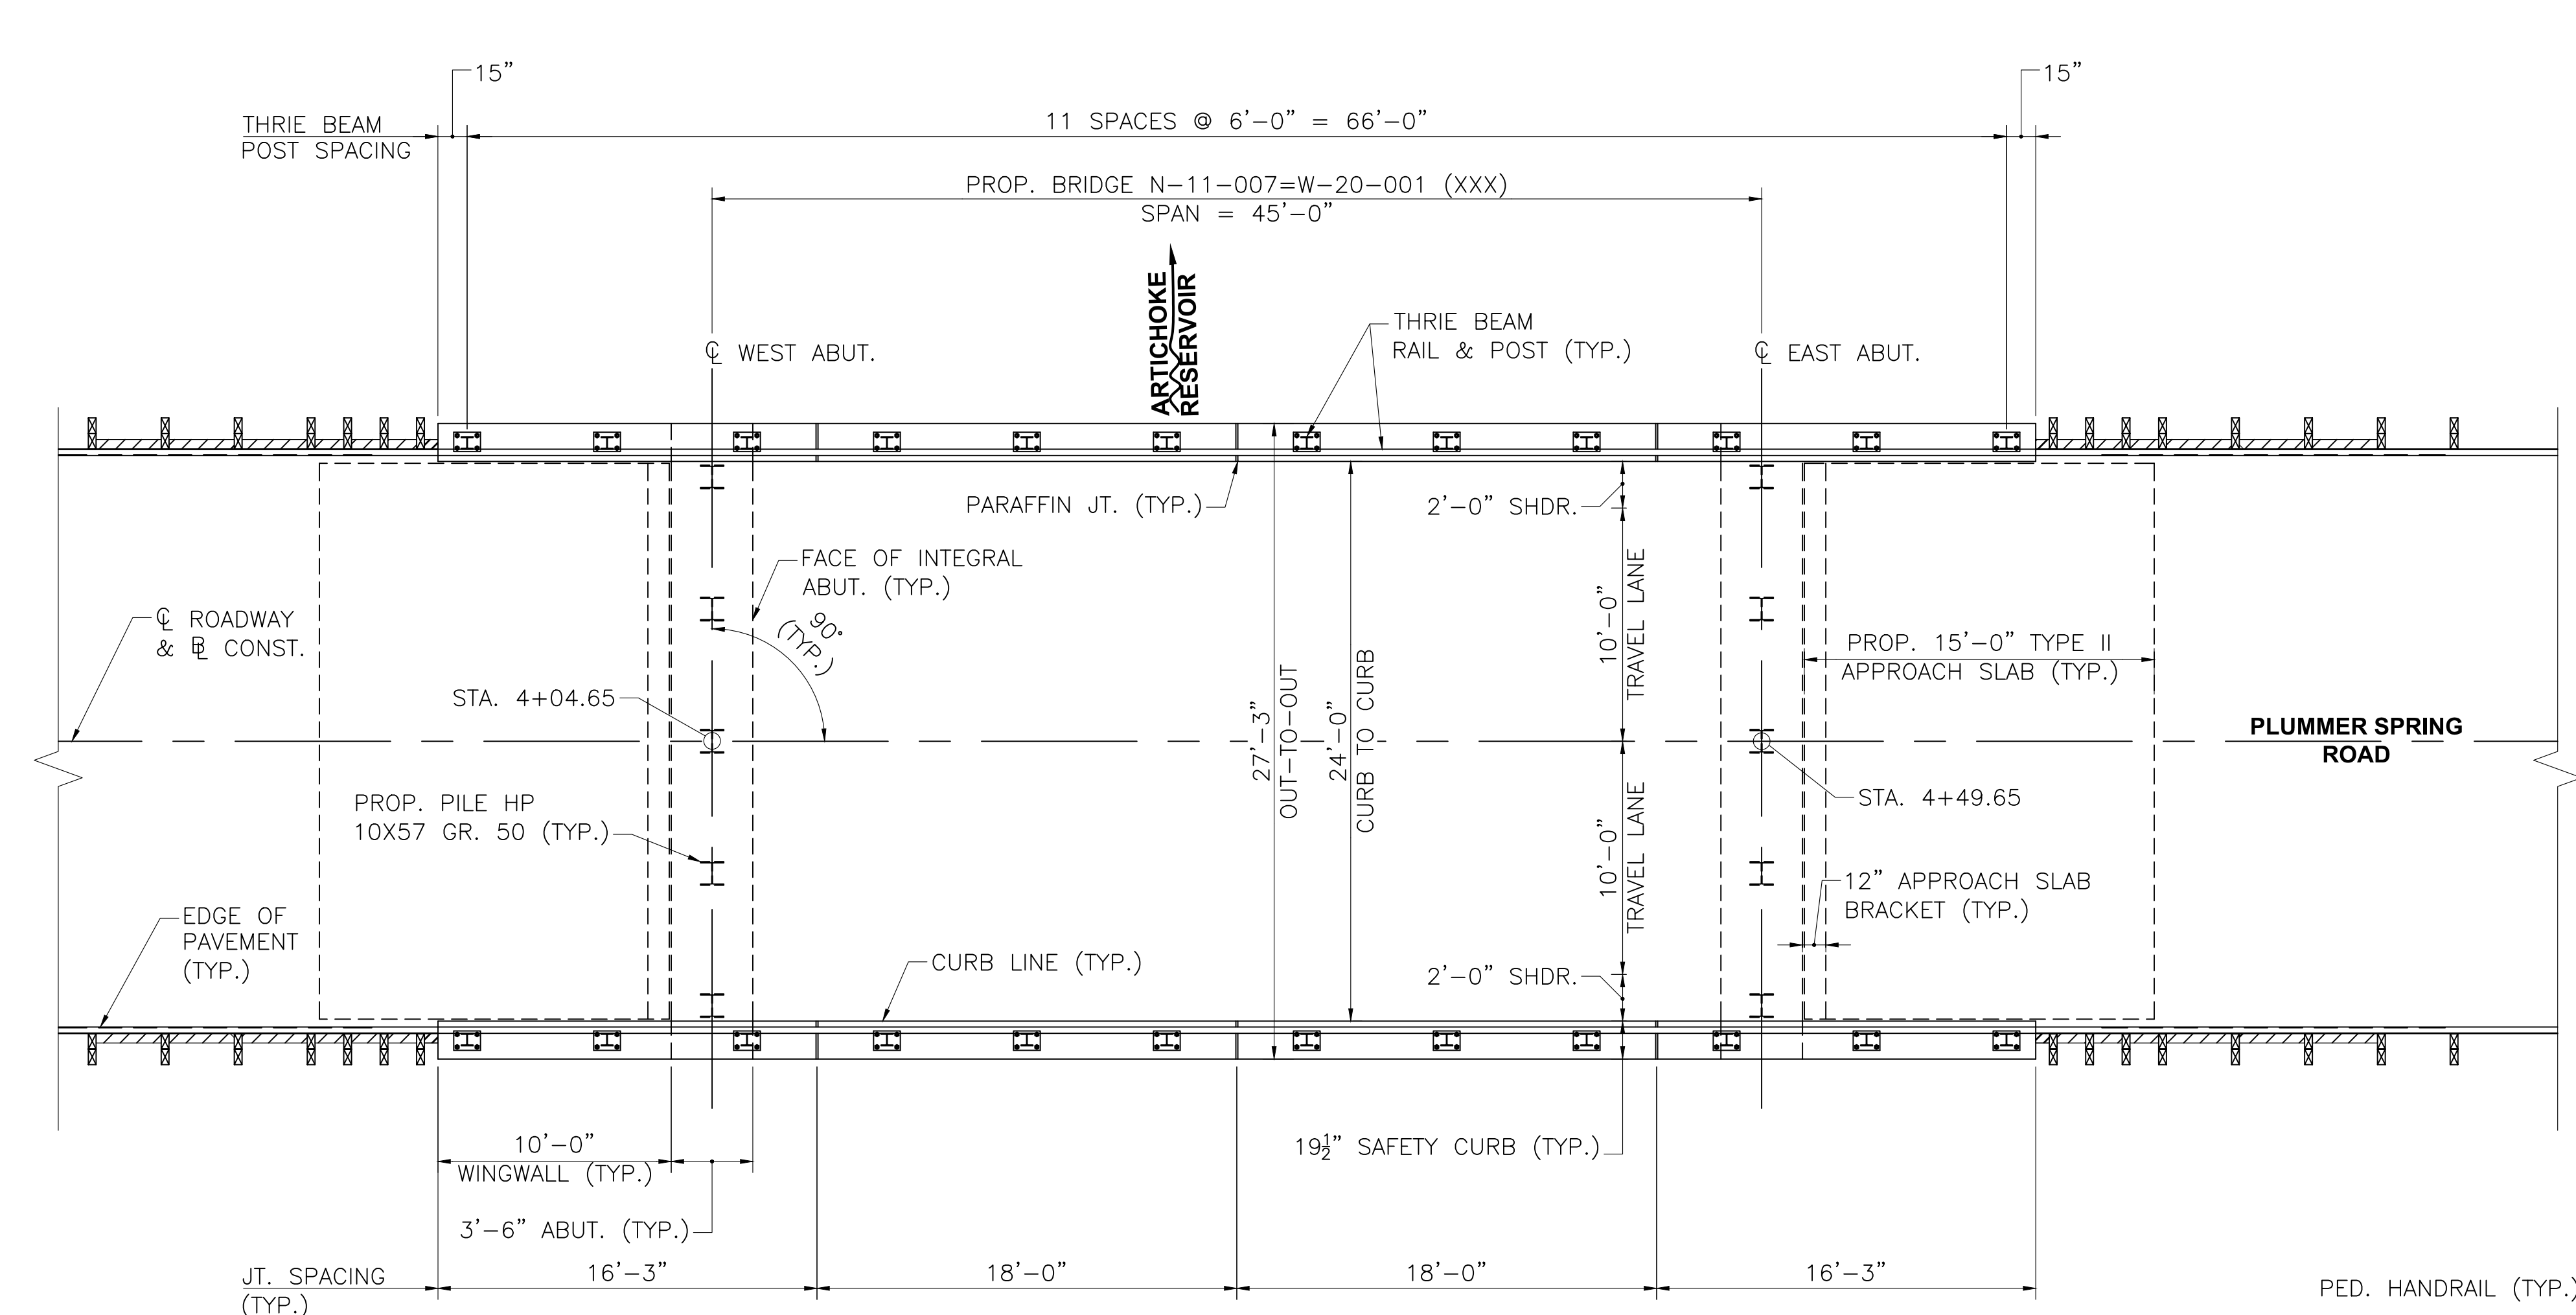 15"
15"
THRIE BEAM
POST SPACING
11 SPACES @ 6'-0" = 66'-0"
PROP. BRIDGE N-11-007=W-20-001 (XXX)
SPAN = 45'-0"
ARTICHOKE
RESERVOIR
THRIE BEAM
RAIL & POST (TYP.)
℄ WEST ABUT.
℄ EAST ABUT.
PARAFFIN JT. (TYP.)
2'-0" SHDR.
FACE OF INTEGRAL
ABUT. (TYP.)
90°
(TYP.)
℄ ROADWAY
& BL CONST.
10'-0"
TRAVEL LANE
PROP. 15'-0" TYPE II
APPROACH SLAB (TYP.)
STA. 4+04.65
27'-3"
OUT-TO-OUT
24'-0"
CURB TO CURB
PLUMMER SPRING
ROAD
PROP. PILE HP
10X57 GR. 50 (TYP.)
STA. 4+49.65
10'-0"
TRAVEL LANE
12" APPROACH SLAB
BRACKET (TYP.)
EDGE OF
PAVEMENT
(TYP.)
CURB LINE (TYP.)
2'-0" SHDR.
10'-0"
WINGWALL (TYP.)
19½" SAFETY CURB (TYP.)
3'-6" ABUT. (TYP.)
JT. SPACING
(TYP.)
16'-3"
18'-0"
18'-0"
16'-3"
PED. HANDRAIL (TYP.)